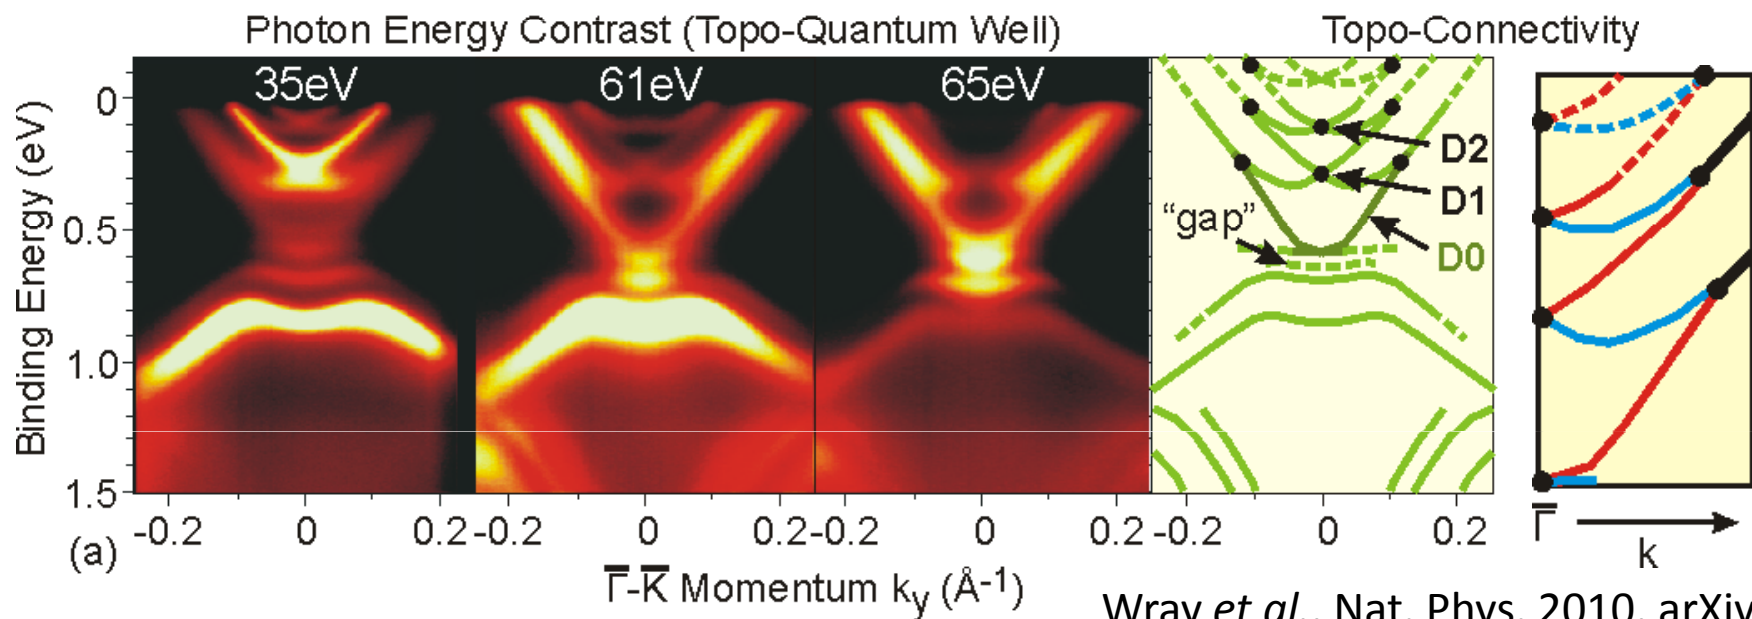 Photon Energy Contrast (Topo-Quantum Well)
Topo-Connectivity
35eV
61eV
65eV
Binding Energy (eV)
0
0.5
1.0
1.5
D2
D1
"gap"
D0
-0.2 0 0.2
-0.2 0 0.2
-0.2 0 0.2
-0.2 0 0.2
(a)
Γ̅
k
Γ̅-K̅ Momentum ky (Å-1)
Wray et al., Nat. Phys. 2010, arXiv